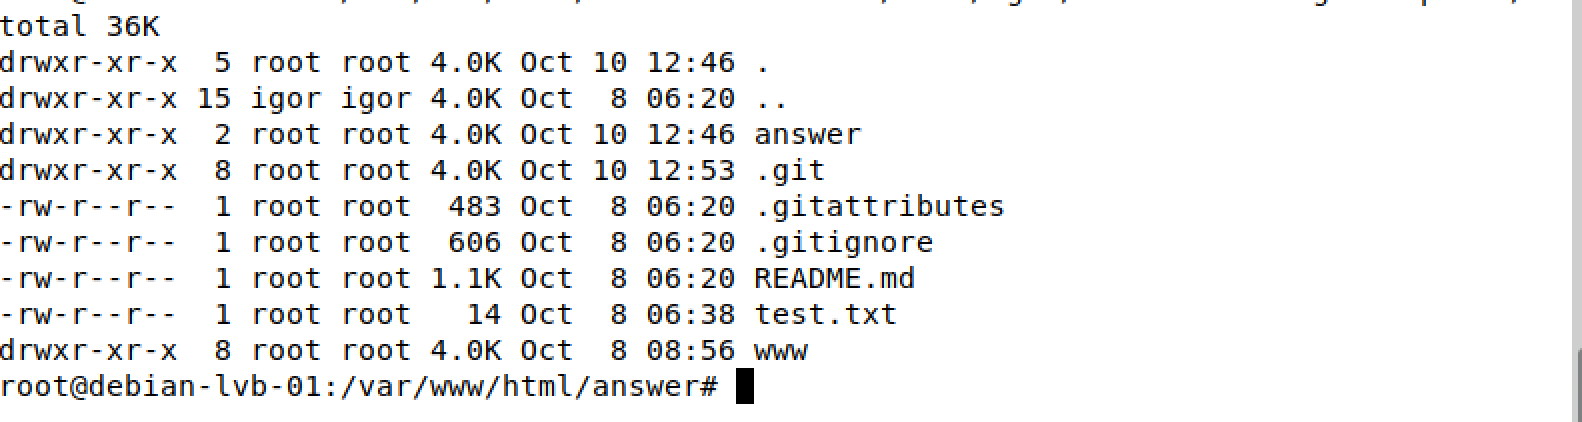 total 36K
drwxr-xr-x  5 root root 4.0K Oct 10 12:46 .
drwxr-xr-x 15 igor igor 4.0K Oct  8 06:20 ..
drwxr-xr-x  2 root root 4.0K Oct 10 12:46 answer
drwxr-xr-x  8 root root 4.0K Oct 10 12:53 .git
-rw-r--r--  1 root root  483 Oct  8 06:20 .gitattributes
-rw-r--r--  1 root root  606 Oct  8 06:20 .gitignore
-rw-r--r--  1 root root 1.1K Oct  8 06:20 README.md
-rw-r--r--  1 root root   14 Oct  8 06:38 test.txt
drwxr-xr-x  8 root root 4.0K Oct  8 08:56 www
root@debian-lvb-01:/var/www/html/answer#